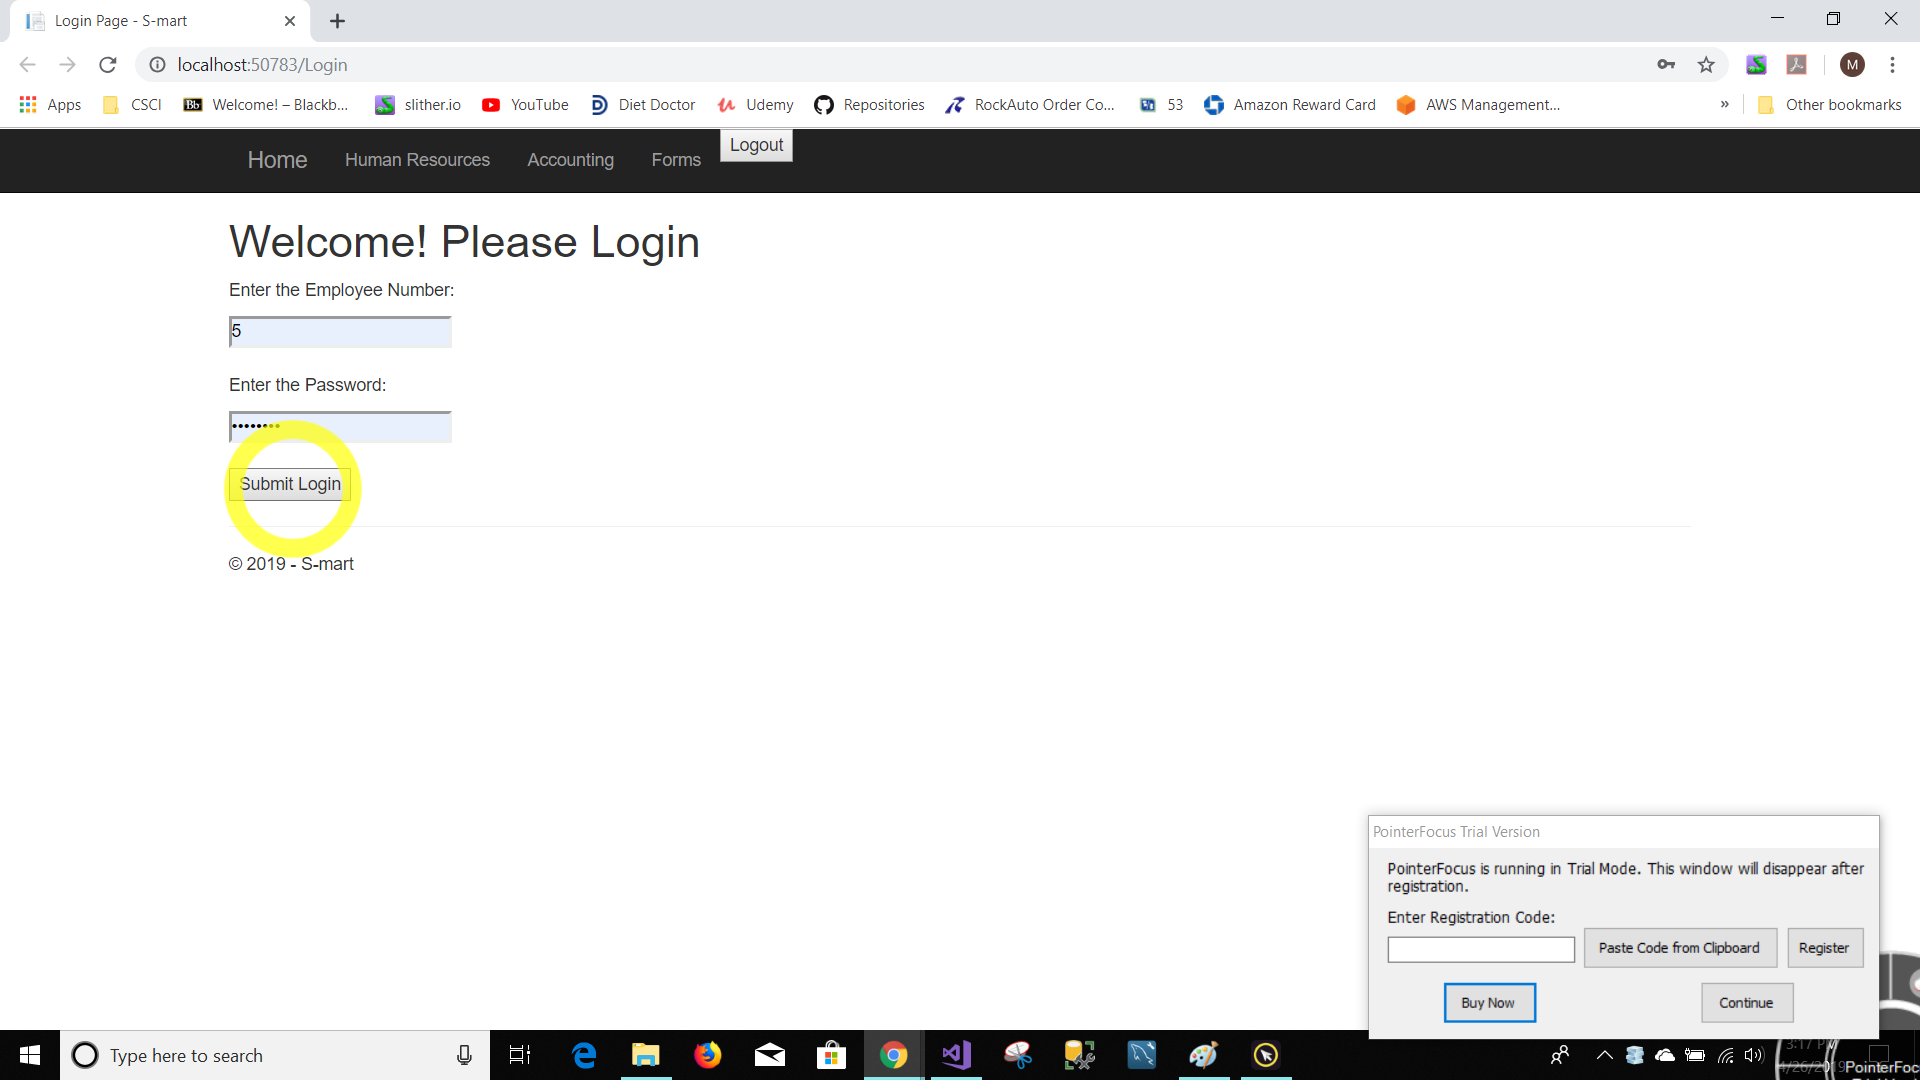 Login Page - S-mart
localhost:50783/Login
M
Apps CSCI Bb Welcome! – Blackb... slither.io YouTube Diet Doctor Udemy Repositories RockAuto Order Co... 53 Amazon Reward Card AWS Management... » Other bookmarks
Home Human Resources Accounting Forms Logout
Welcome! Please Login
Enter the Employee Number:
5
Enter the Password:
••••••••
Submit Login
© 2019 - S-mart
PointerFocus Trial Version
PointerFocus is running in Trial Mode. This window will disappear after
registration.
Enter Registration Code:
Paste Code from Clipboard Register
Buy Now Continue
Type here to search
3:17 PM
4/26/2019
PointerFoc